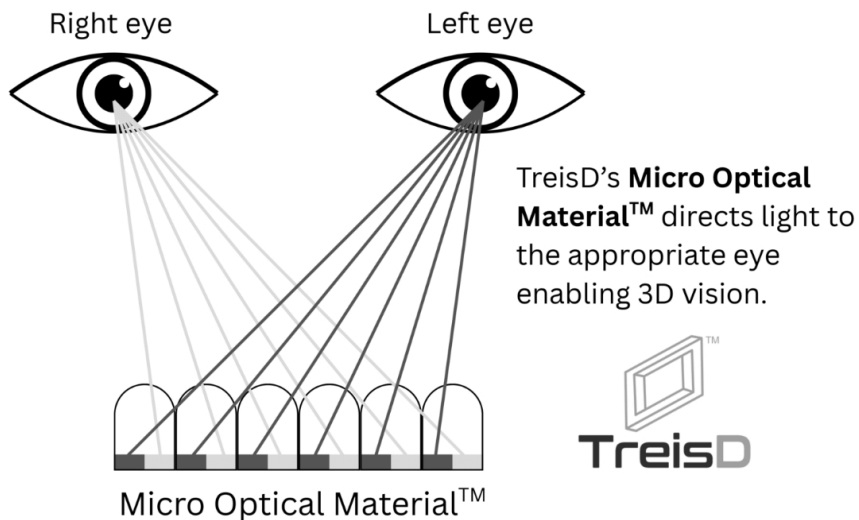 Right eye
Left eye
TreisD’s Micro Optical
Material™ directs light to
the appropriate eye
enabling 3D vision.
™
TreisD
Micro Optical Material™